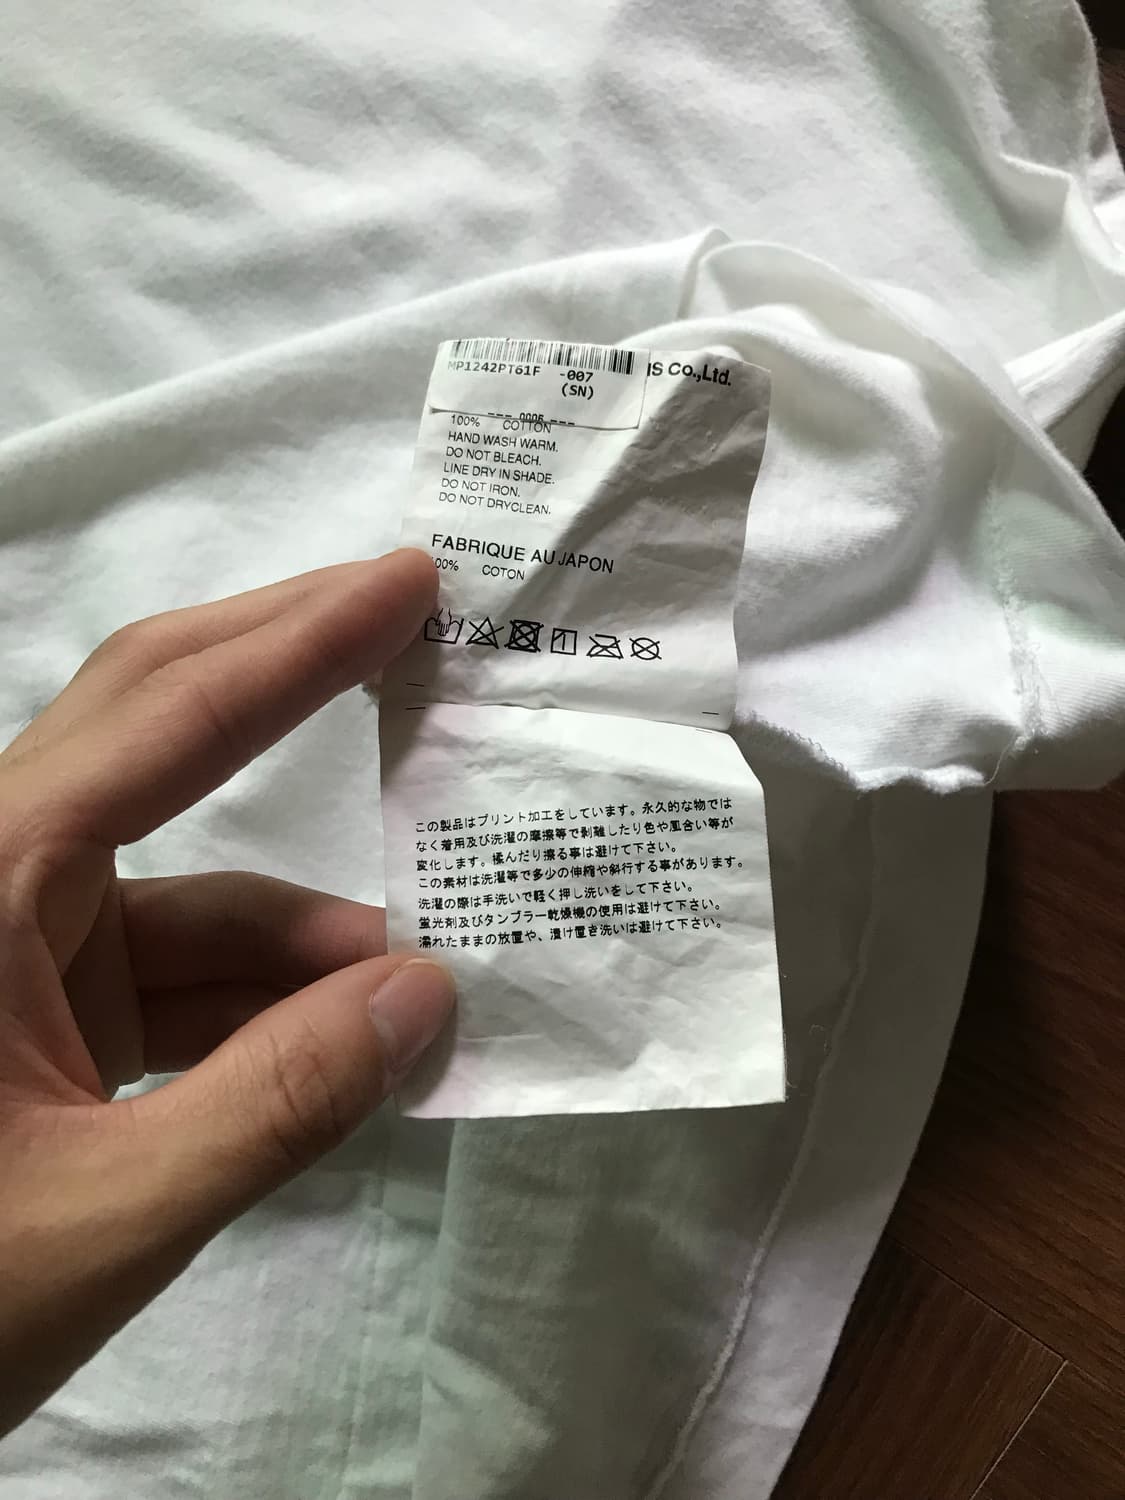 MP1242PT61F -007
(SN)
Co.,Ltd.
--- 0006 ---
100% COTTON
HAND WASH WARM.
DO NOT BLEACH.
LINE DRY IN SHADE.
DO NOT IRON.
DO NOT DRYCLEAN.
FABRIQUE AU JAPON
100% COTON
この製品はプリント加工をしています。永久的な物では
なく着用及び洗濯の摩擦等で剥離したり色や風合い等が
変化します。揉んだり擦る事は避けて下さい。
この素材は洗濯等で多少の伸縮や斜行する事があります。
洗濯の際は手洗いで軽く押し洗いをして下さい。
蛍光剤及びタンブラー乾燥機の使用は避けて下さい。
濡れたままの放置や、漬け置き洗いは避けて下さい。